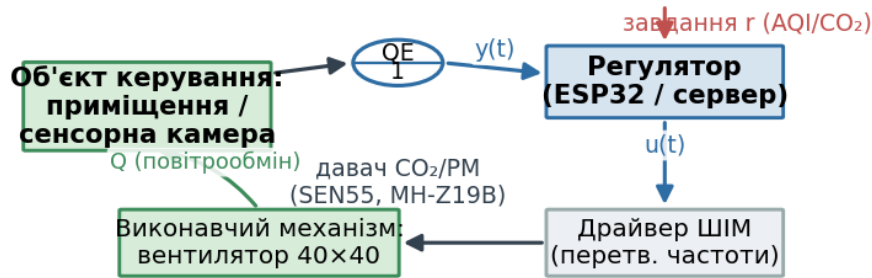 завдання r (AQI/CO₂)
Об'єкт керування:
приміщення /
сенсорна камера
QE
1
y(t)
Регулятор
(ESP32 / сервер)
u(t)
Q (повітрообмін)
давач CO₂/PM
(SEN55, MH-Z19B)
Виконавчий механізм:
вентилятор 40×40
Драйвер ШІМ
(перетв. частоти)